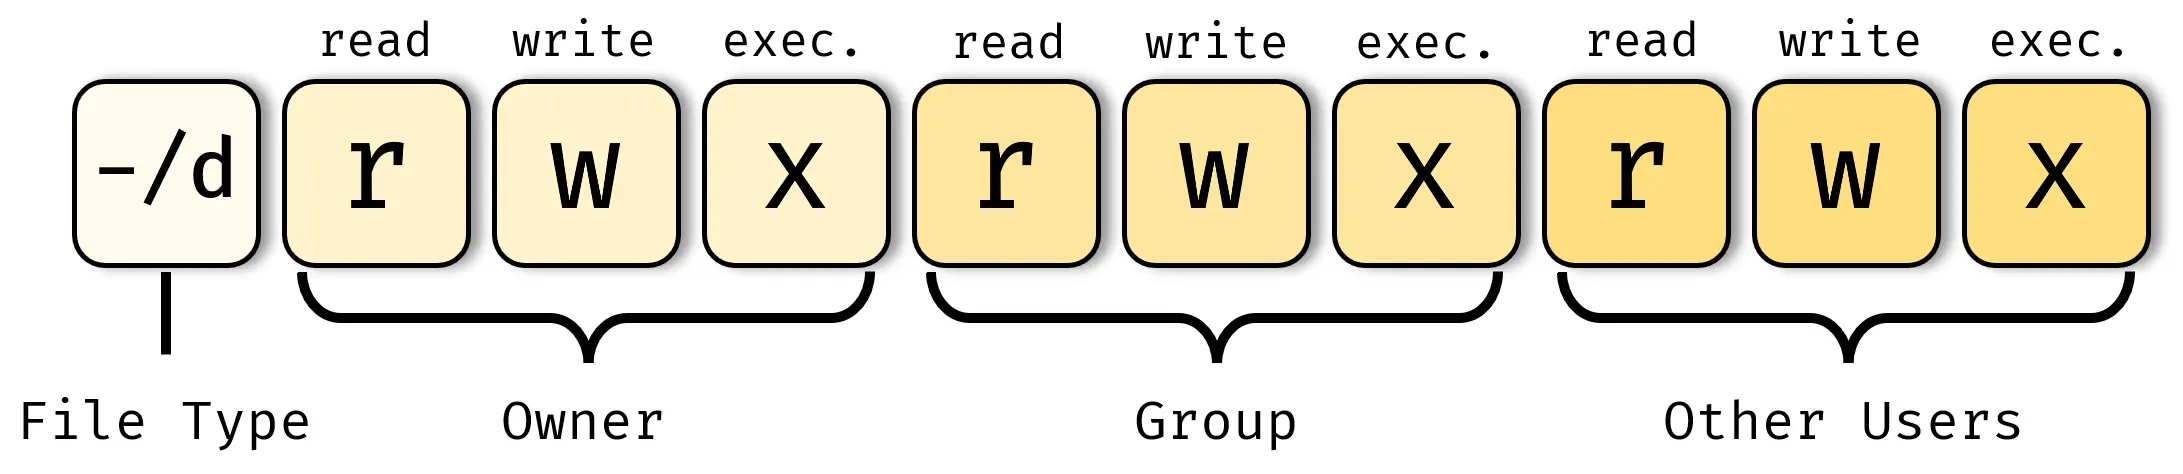 read write exec. read write exec. read write exec.
-/d r w x r w x r w x
File Type Owner Group Other Users